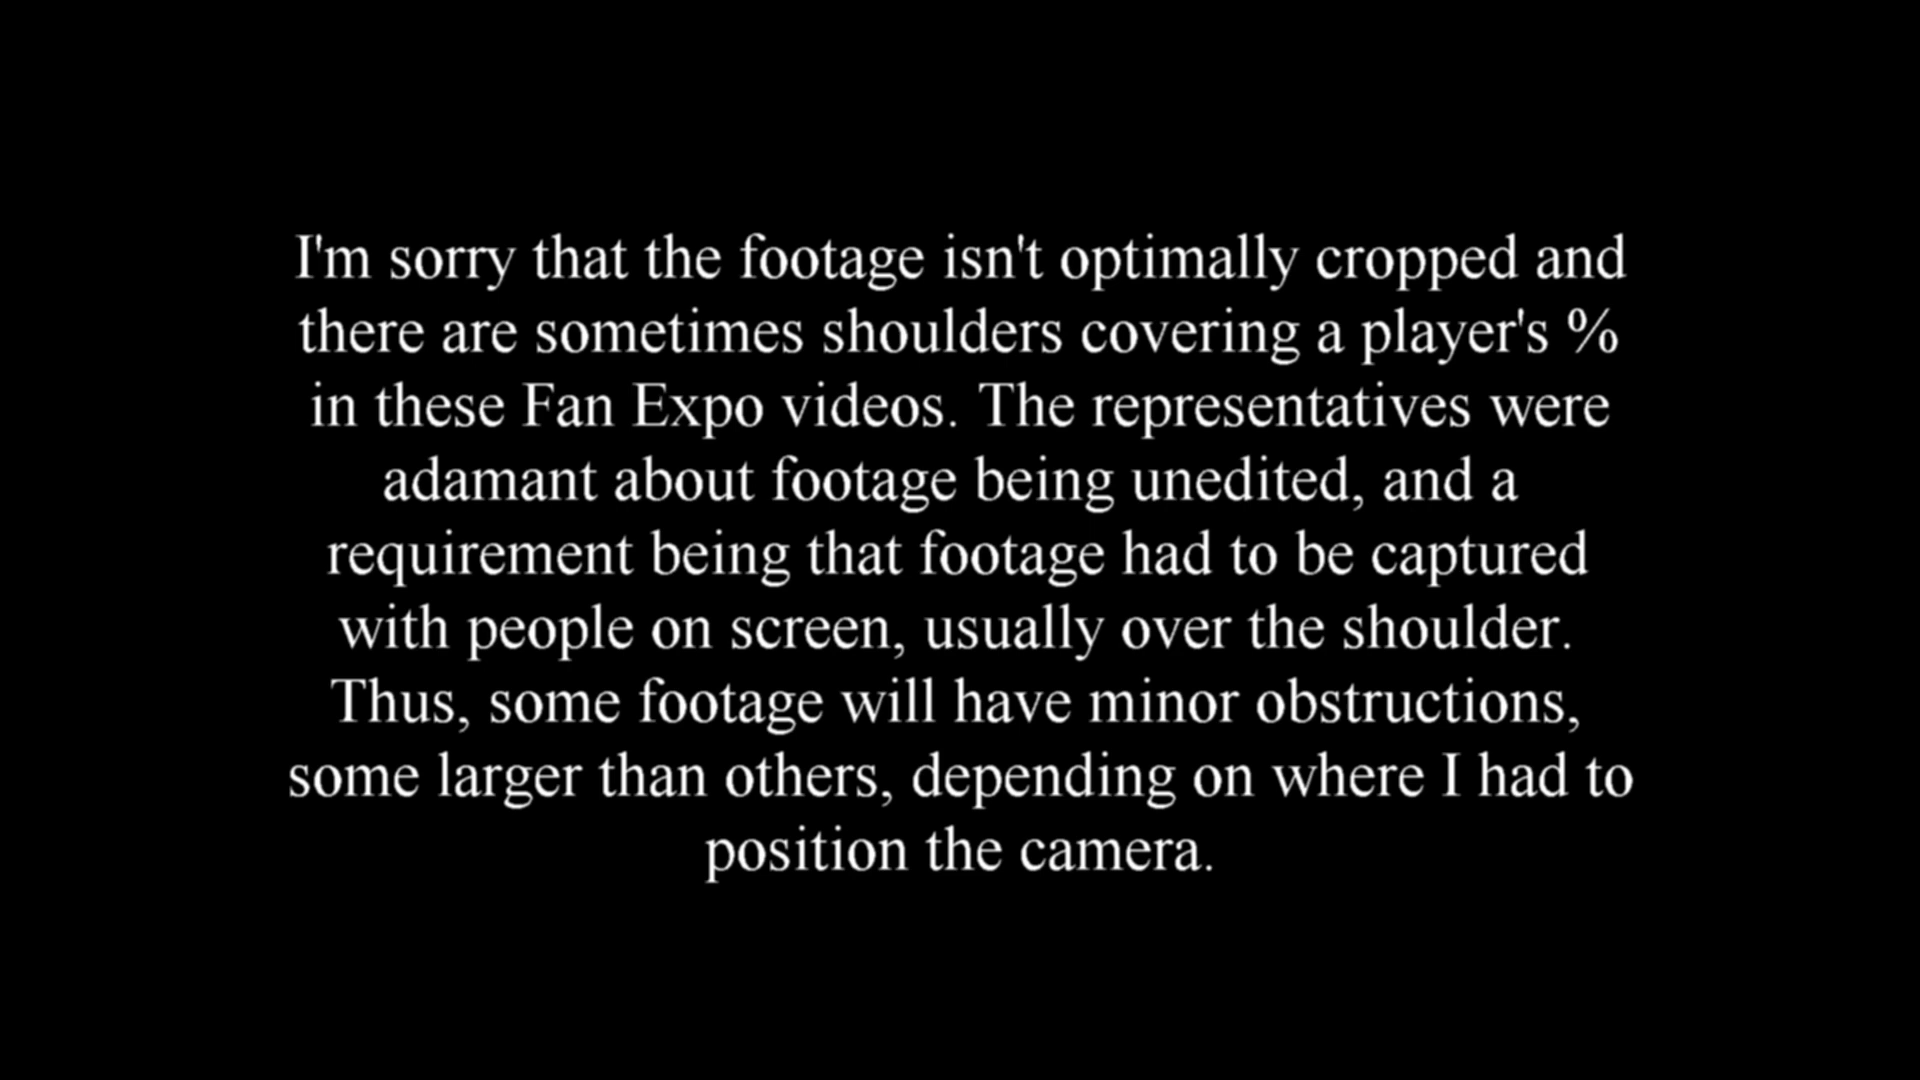 I'm sorry that the footage isn't optimally cropped and
there are sometimes shoulders covering a player's %
in these Fan Expo videos. The representatives were
adamant about footage being unedited, and a
requirement being that footage had to be captured
with people on screen, usually over the shoulder.
Thus, some footage will have minor obstructions,
some larger than others, depending on where I had to
position the camera.